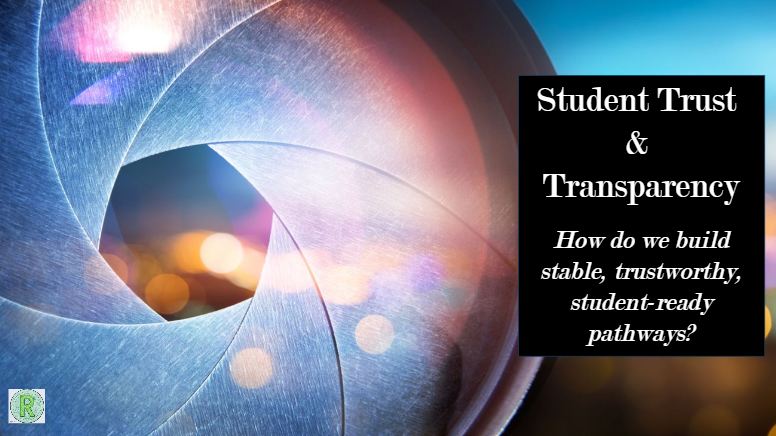 Student Trust
&
Transparency
How do we build
stable, trustworthy,
student-ready
pathways?
R